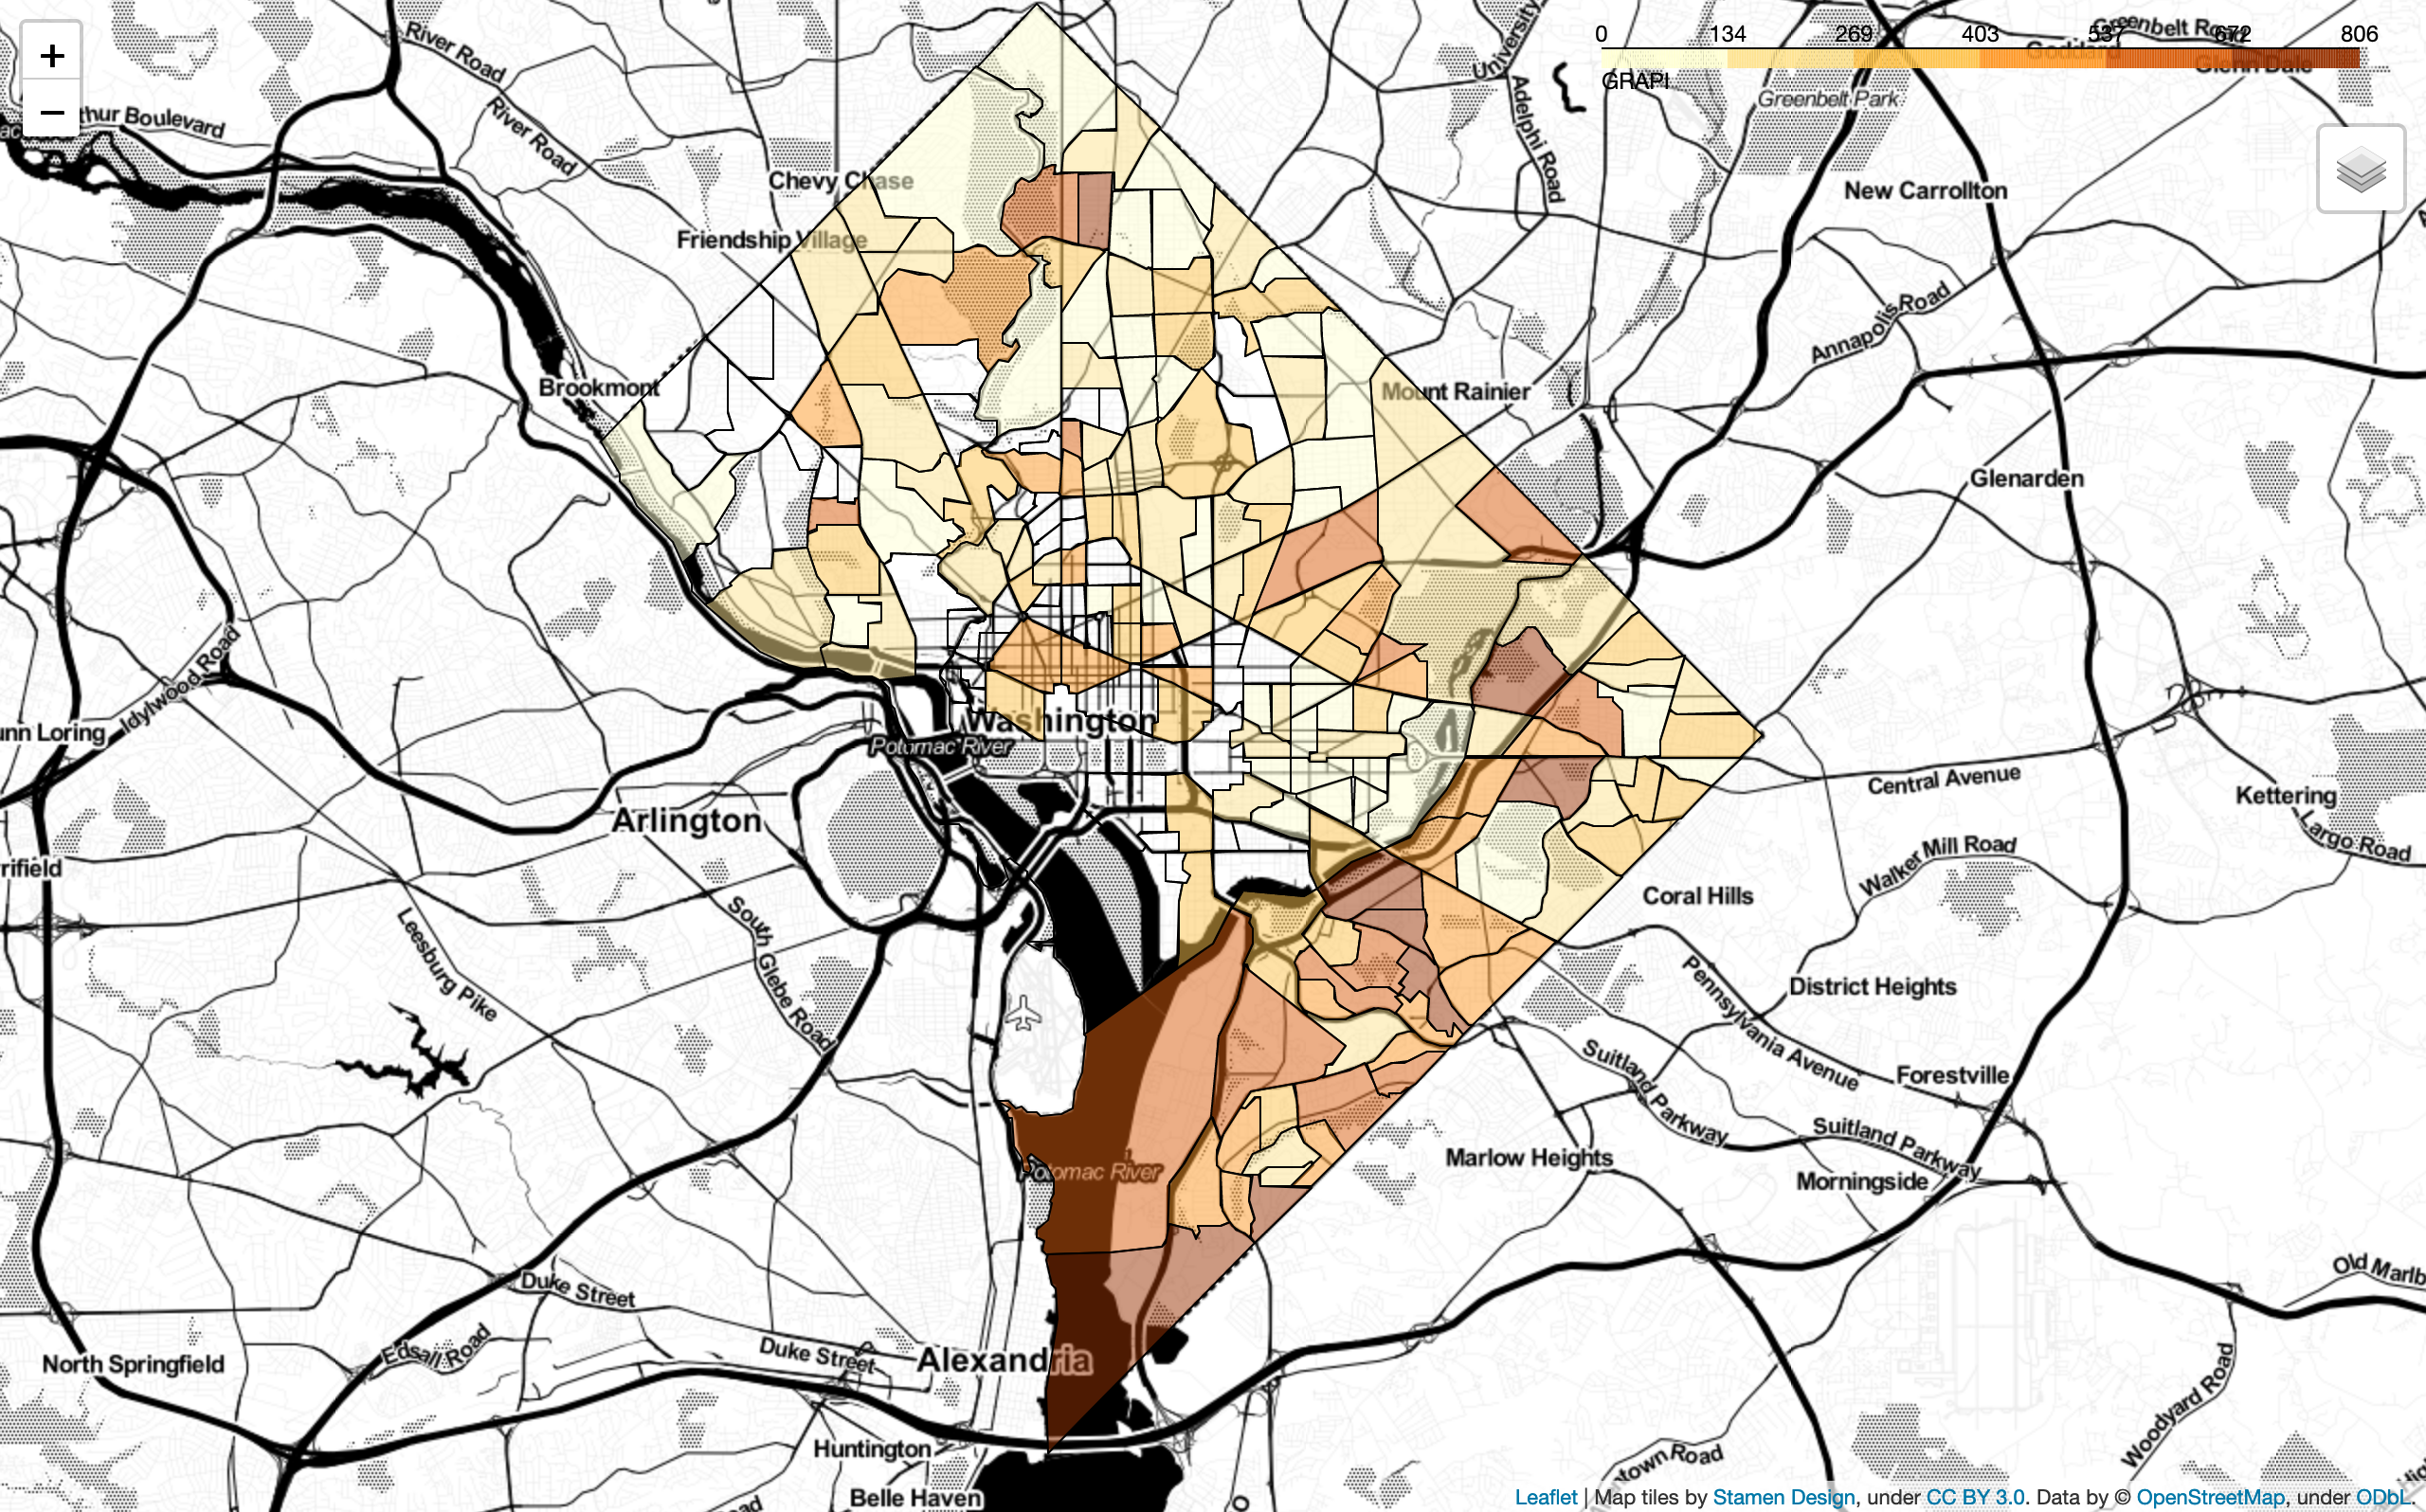 +
−
0 134 269 403 537 672 806
GRAPI
River Road
River Road
University
Adelphi Road
Greenbelt Road
Goddard
Glenn Dale
Greenbelt Park
thur Boulevard
Chevy Chase
New Carrollton
Friendship Village
Annapolis Road
Brookmont
Mount Rainier
Glenarden
Idylwood Road
unn Loring
Washington
Potomac River
Central Avenue
Kettering
Largo Road
Arlington
Walker Mill Road
rrifield
Coral Hills
Leesburg Pike
South Glebe Road
Pennsylvania Avenue
District Heights
Suitland Parkway
Forestville
Suitland Parkway
Marlow Heights
Morningside
Potomac River
Old Marlb
Duke Street
Edsall Road
Duke Street
North Springfield
Alexandria
Woodyard Road
Huntington
town Road
Belle Haven
Leaflet | Map tiles by Stamen Design, under CC BY 3.0. Data by © OpenStreetMap, under ODbL.